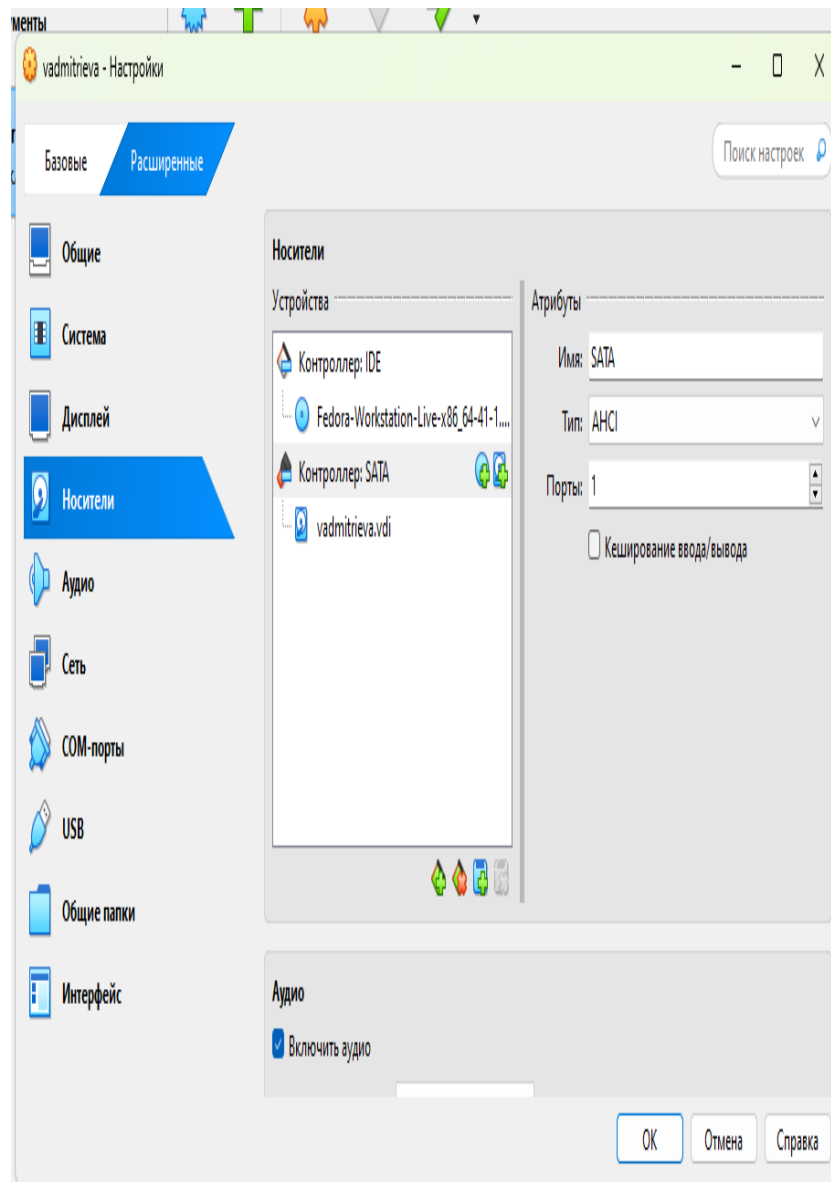 менты
vadmitrieva - Настройки
Базовые
Расширенные
Поиск настроек
Общие
Система
Дисплей
Носители
Аудио
Сеть
COM-порты
USB
Общие папки
Интерфейс
Носители
Устройства
Контроллер: IDE
Fedora-Workstation-Live-x86_64-41-1....
Контроллер: SATA
vadmitrieva.vdi
Атрибуты
Имя: SATA
Тип: AHCI
Порты: 1
Кеширование ввода/вывода
Аудио
Включить аудио
ОК
Отмена
Справка